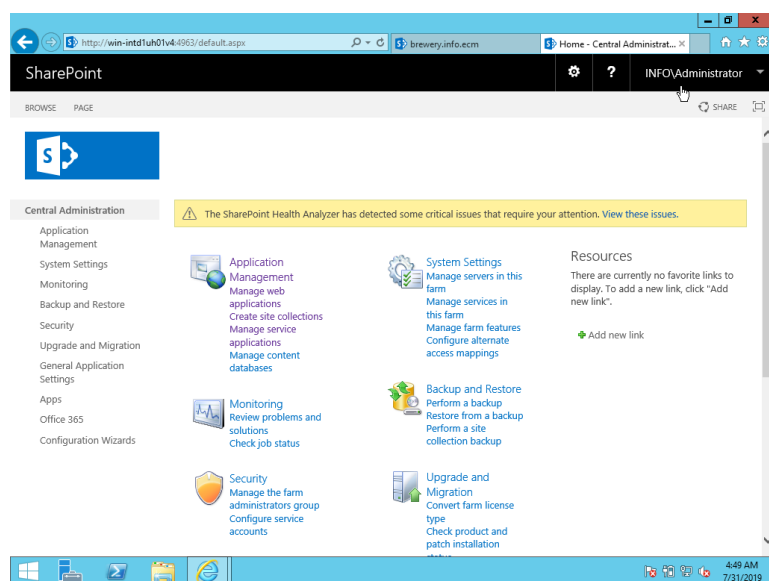 http://win-intd1uh01v4:4963/default.aspx
brewery.info.ecm
Home - Central Administrat...
SharePoint
?
INFO\Administrator
BROWSE
PAGE
SHARE
S
Central Administration
Application
Management
System Settings
Monitoring
Backup and Restore
Security
Upgrade and Migration
General Application
Settings
Apps
Office 365
Configuration Wizards
The SharePoint Health Analyzer has detected some critical issues that require your attention. View these issues.
Application
Management
Manage web
applications
Create site collections
Manage service
applications
Manage content
databases
Monitoring
Review problems and
solutions
Check job status
Security
Manage the farm
administrators group
Configure service
accounts
System Settings
Manage servers in this
farm
Manage services in
this farm
Manage farm features
Configure alternate
access mappings
Backup and Restore
Perform a backup
Restore from a backup
Perform a site
collection backup
Upgrade and
Migration
Convert farm license
type
Check product and
patch installation
Resources
There are currently no favorite links to
display. To add a new link, click "Add
new link".
Add new link
4:49 AM
7/31/2019